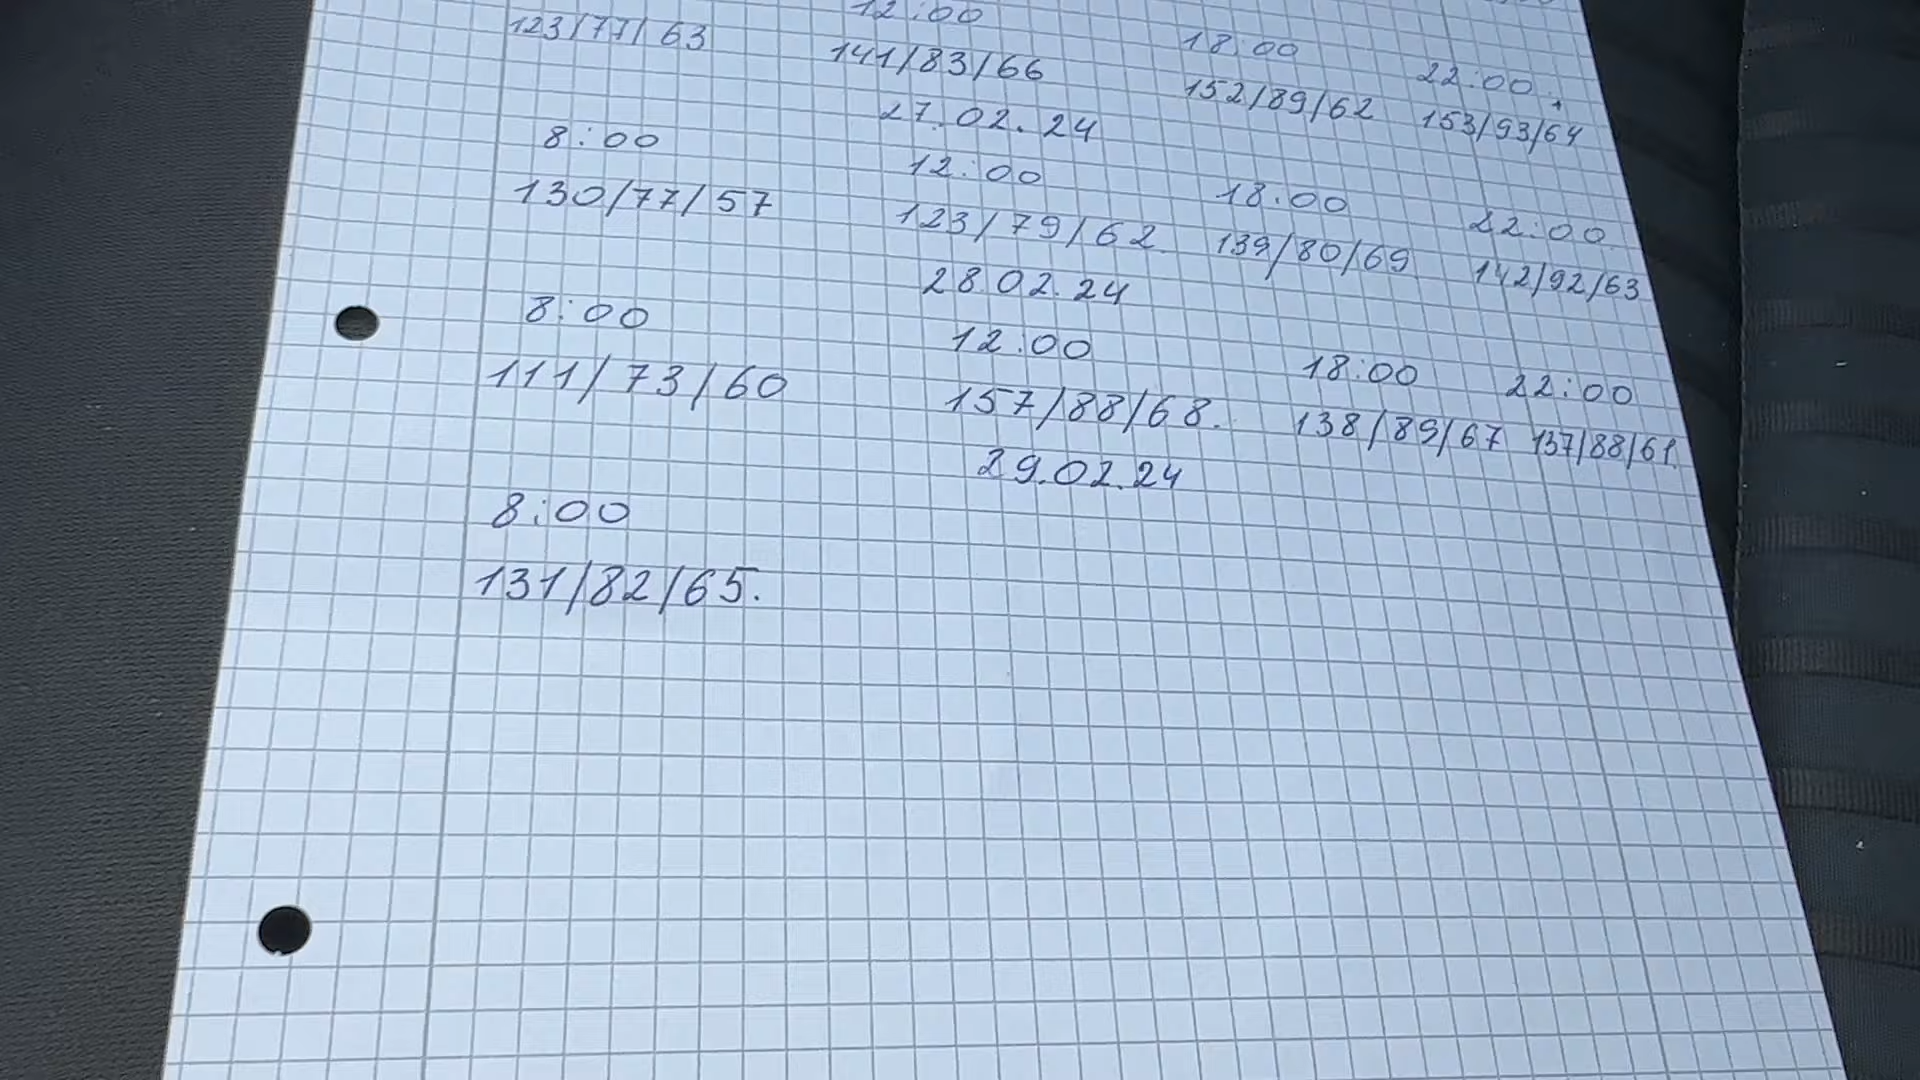 12:00
123/77/63 141/83/66 18:00 22:00
152/89/62 153/93/64
27.02.24
8:00 12:00 18:00 22:00
130/77/57 123/79/62 139/80/69 142/92/63
28.02.24
8:00 12:00 18:00 22:00
111/73/60 157/88/68. 138/89/67 137/88/61.
29.02.24
8:00
131/82/65.